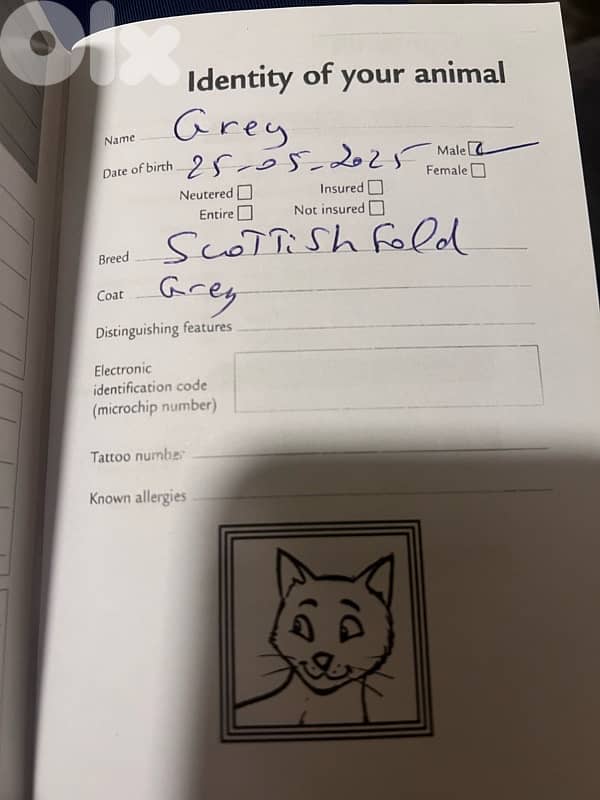 olx
Identity of your animal
Name Grey
Date of birth 25-05-2025 Male
Female
Neutered Insured
Entire Not insured
Breed Scottish Fold
Coat Grey
Distinguishing features
Electronic
identification code
(microchip number)
Tattoo number
Known allergies